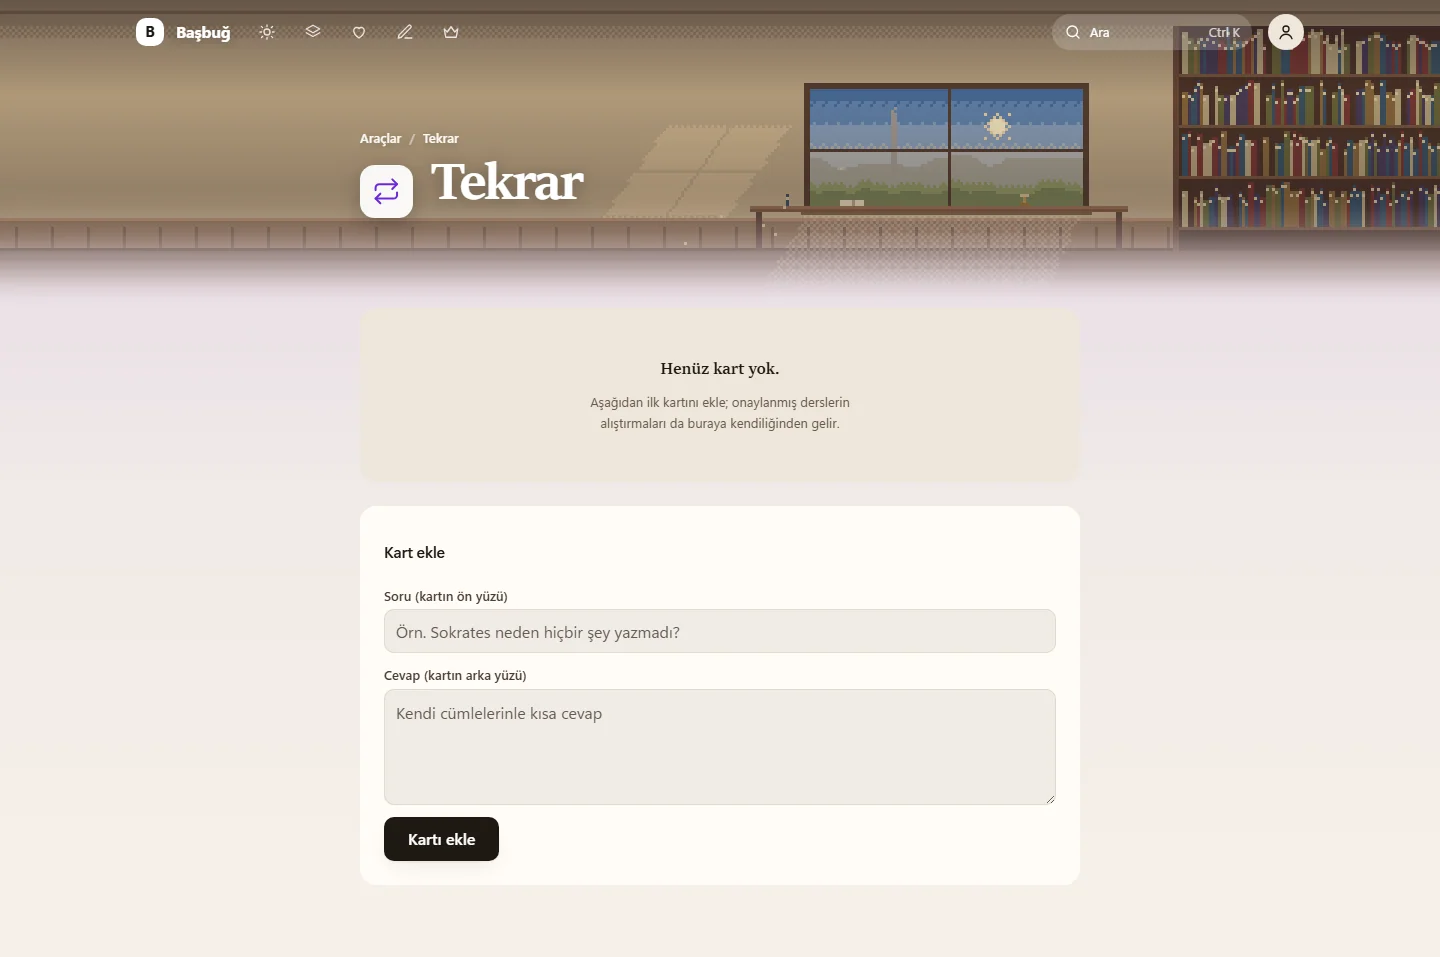 B Başbuğ
Ara Ctrl K
Araçlar / Tekrar
Tekrar
Henüz kart yok.
Aşağıdan ilk kartını ekle; onaylanmış derslerin
alıştırmaları da buraya kendiliğinden gelir.
Kart ekle
Soru (kartın ön yüzü)
Örn. Sokrates neden hiçbir şey yazmadı?
Cevap (kartın arka yüzü)
Kendi cümlelerinle kısa cevap
Kartı ekle